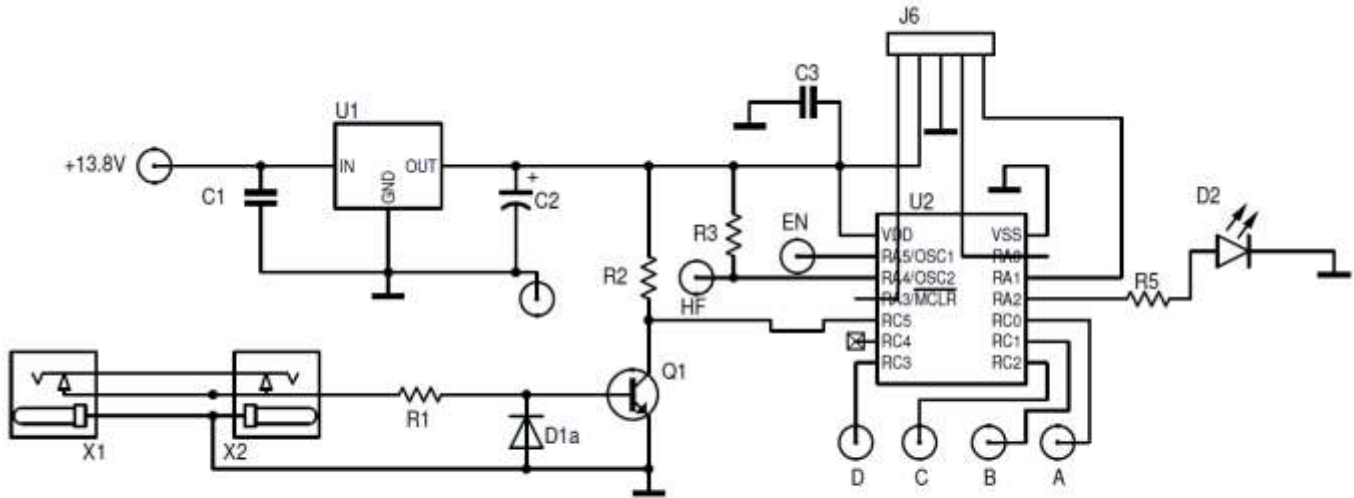 J6
C3
U1
+13.8V
IN
OUT
GND
+
C1
C2
U2
D2
R3
EN
VDD
VSS
RA5/OSC1
RA0
R2
HF
RA4/OSC2
RA1
RA3/MCLR
RA2
R5
RC5
RC0
RC4
RC1
RC3
RC2
Q1
R1
D1a
X1
X2
D
C
B
A